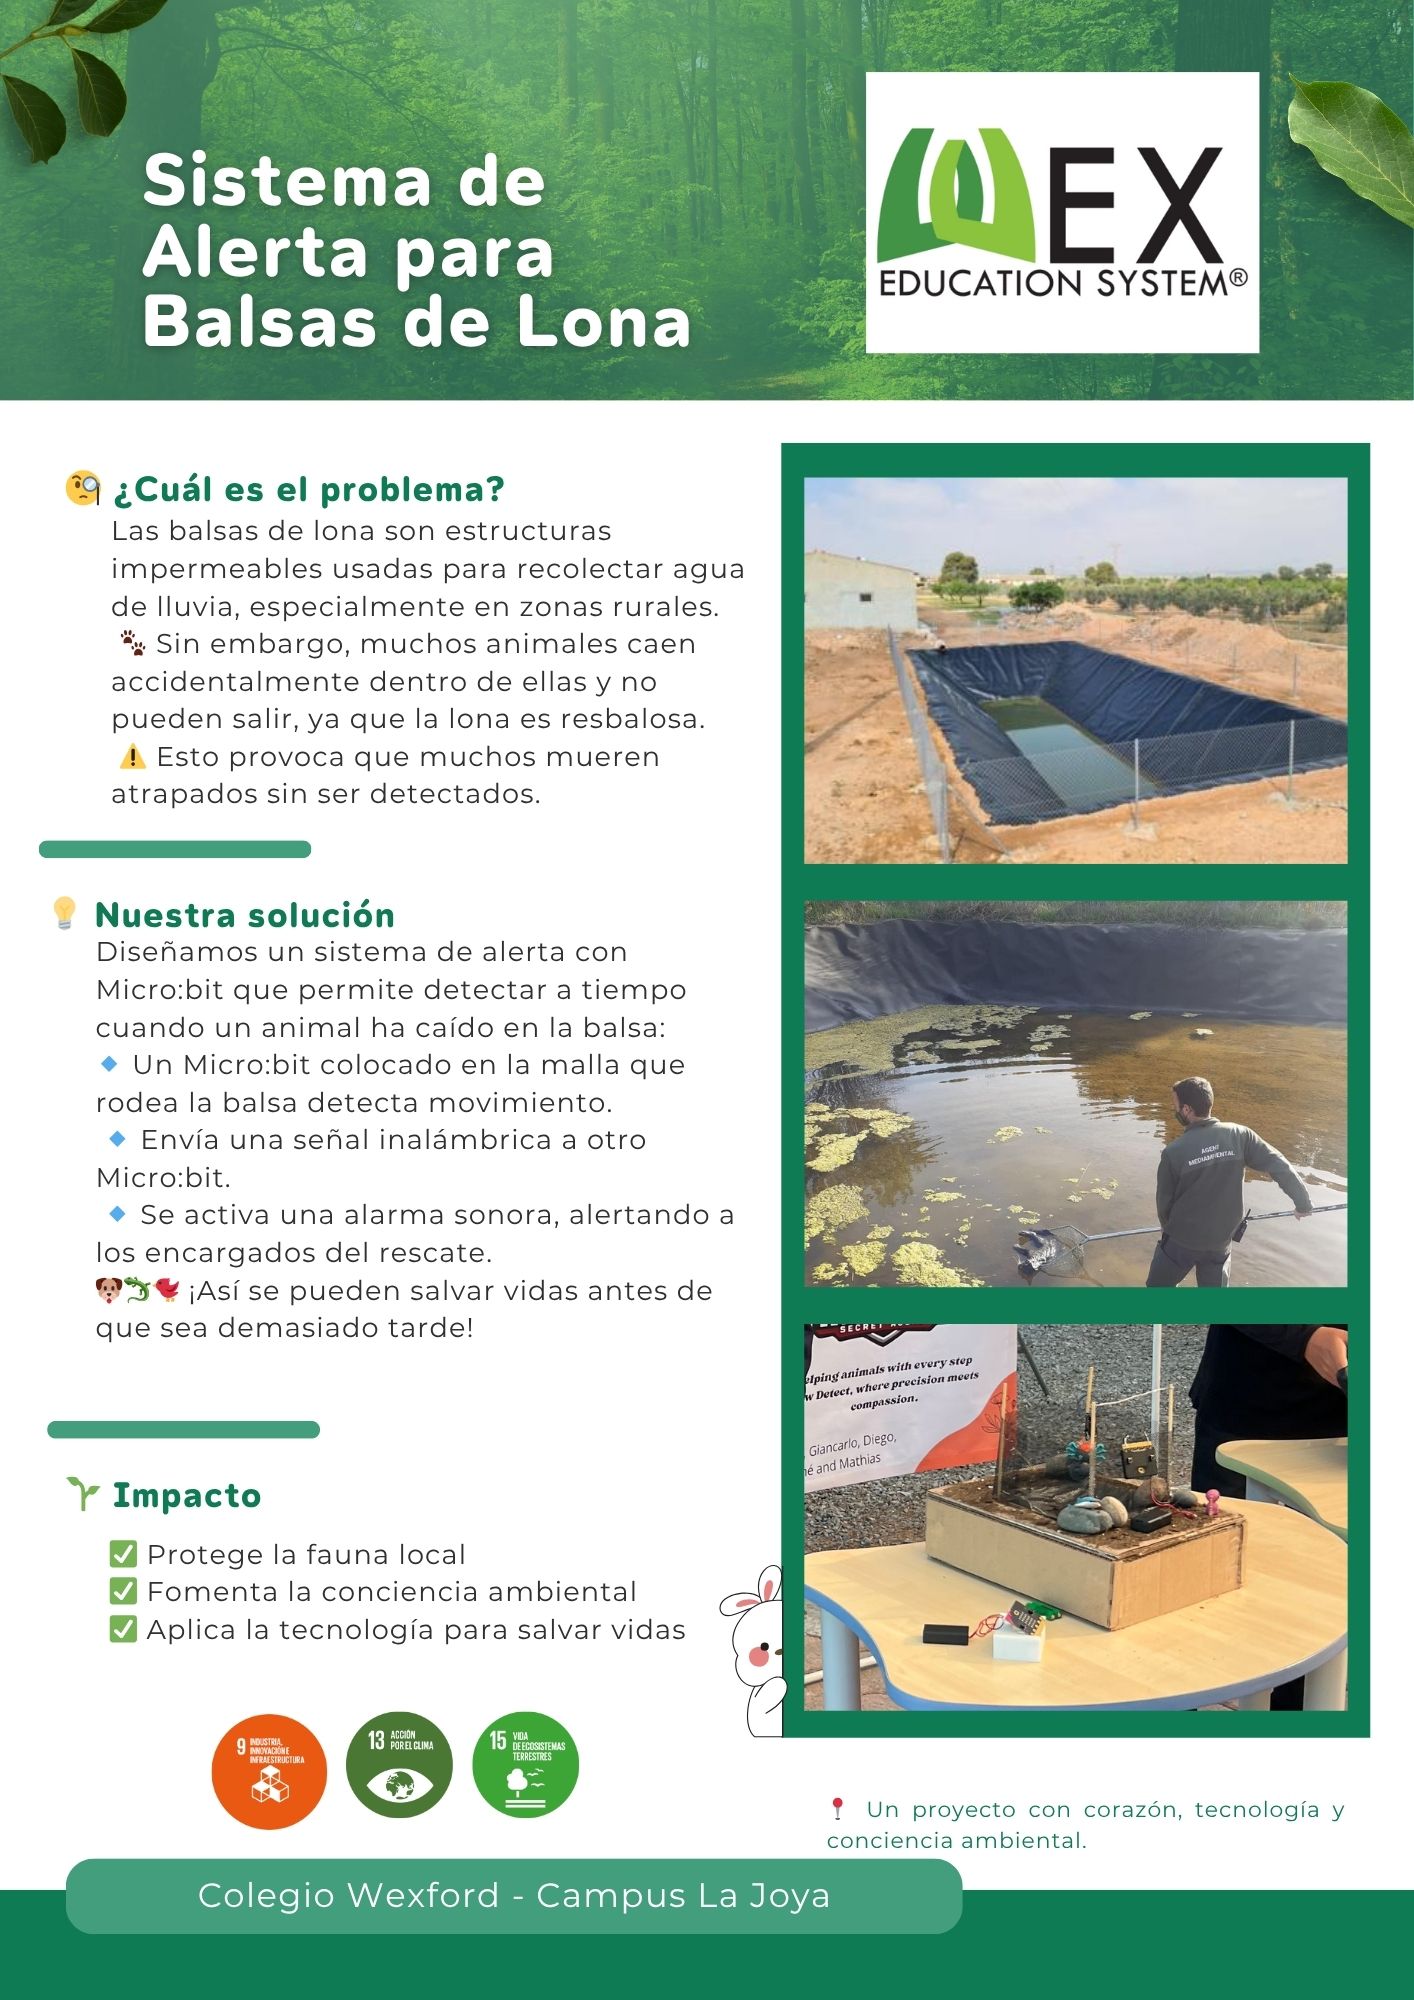 Sistema de
Alerta para
Balsas de Lona
WEX
EDUCATION SYSTEM®
🧐 ¿Cuál es el problema?
Las balsas de lona son estructuras
impermeables usadas para recolectar agua
de lluvia, especialmente en zonas rurales.
🐾 Sin embargo, muchos animales caen
accidentalmente dentro de ellas y no
pueden salir, ya que la lona es resbalosa.
⚠️ Esto provoca que muchos mueren
atrapados sin ser detectados.
💡 Nuestra solución
Diseñamos un sistema de alerta con
Micro:bit que permite detectar a tiempo
cuando un animal ha caído en la balsa:
🔹 Un Micro:bit colocado en la malla que
rodea la balsa detecta movimiento.
🔹 Envía una señal inalámbrica a otro
Micro:bit.
🔹 Se activa una alarma sonora, alertando a
los encargados del rescate.
🐶🦎🐦 ¡Así se pueden salvar vidas antes de
que sea demasiado tarde!
🌱 Impacto
✅ Protege la fauna local
✅ Fomenta la conciencia ambiental
✅ Aplica la tecnología para salvar vidas
9 INDUSTRIA,
INNOVACIÓN E
INFRAESTRUCTURA
13 ACCIÓN
POR EL CLIMA
15 VIDA
DE ECOSISTEMAS
TERRESTRES
AGENT
MEDIAMBIENTAL
SECRET
elping animals with every step
w Detect, where precision meets
compassion.
Giancarlo, Diego,
né and Mathias
📍 Un proyecto con corazón, tecnología y
conciencia ambiental.
Colegio Wexford - Campus La Joya